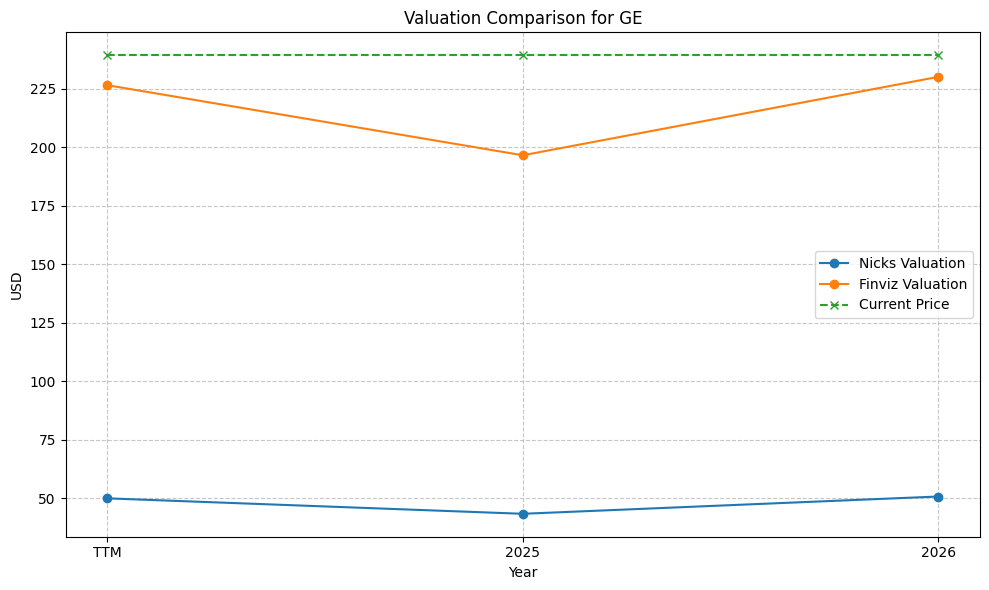 Valuation Comparison for GE
USD
225
200
175
150
125
100
75
50
Nicks Valuation
Finviz Valuation
Current Price
TTM
2025
2026
Year